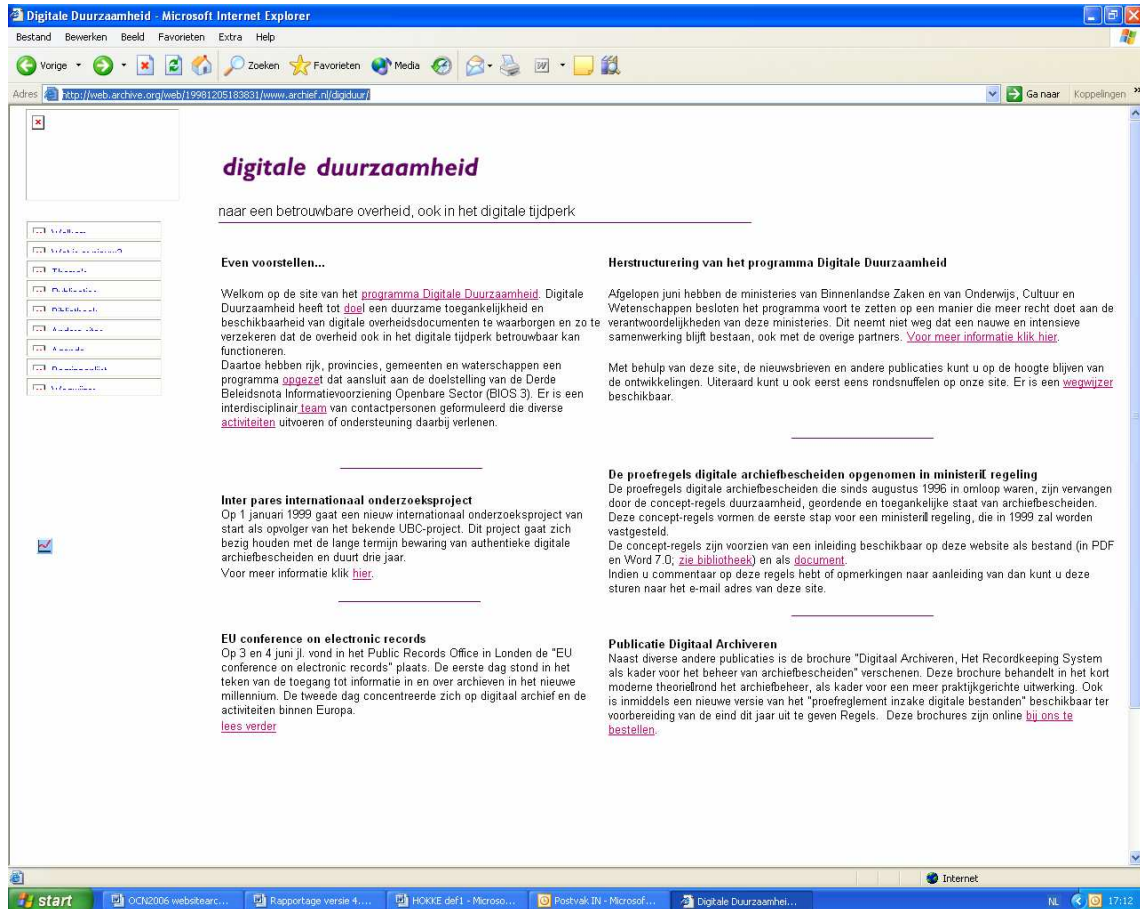 Digitale Duurzaamheid - Microsoft Internet Explorer
Bestand Bewerken Beeld Favorieten Extra Help
Vorige Zoeken Favorieten Media
Adres http://web.archive.org/web/19981205183831/www.archief.nl/digiduur/ Ga naar Koppelingen
digitale duurzaamheid
naar een betrouwbare overheid, ook in het digitale tijdperk
Even voorstellen...
Welkom op de site van het programma Digitale Duurzaamheid. Digitale
Duurzaamheid heeft tot doel een duurzame toegankelijkheid en
beschikbaarheid van digitale overheidsdocumenten te waarborgen en zo te
verzekeren dat de overheid ook in het digitale tijdperk betrouwbaar kan
functioneren.
Daartoe hebben rijk, provincies, gemeenten en waterschappen een
programma opgezet dat aansluit aan de doelstelling van de Derde
Beleidsnota Informatievoorziening Openbare Sector (BIOS 3). Er is een
interdisciplinair team van contactpersonen geformuleerd die diverse
activiteiten uitvoeren of ondersteuning daarbij verlenen.
Inter pares internationaal onderzoeksproject
Op 1 januari 1999 gaat een nieuw internationaal onderzoeksproject van
start als opvolger van het bekende UBC-project. Dit project gaat zich
bezig houden met de lange termijn bewaring van authentieke digitale
archiefbescheiden en duurt drie jaar.
Voor meer informatie klik hier.
EU conference on electronic records
Op 3 en 4 juni jl. vond in het Public Records Office in Londen de "EU
conference on electronic records" plaats. De eerste dag stond in het
teken van de toegang tot informatie in en over archieven in het nieuwe
millennium. De tweede dag concentreerde zich op digitaal archief en de
activiteiten binnen Europa.
lees verder
Herstructurering van het programma Digitale Duurzaamheid
Afgelopen juni hebben de ministeries van Binnenlandse Zaken en van Onderwijs, Cultuur en
Wetenschappen besloten het programma voort te zetten op een manier die meer recht doet aan de
verantwoordelijkheden van deze ministeries. Dit neemt niet weg dat een nauwe en intensieve
samenwerking blijft bestaan, ook met de overige partners. Voor meer informatie klik hier.
Met behulp van deze site, de nieuwsbrieven en andere publicaties kunt u op de hoogte blijven van
de ontwikkelingen. Uiteraard kunt u ook eerst eens rondsnuffelen op onze site. Er is een wegwijzer
beschikbaar.
De proefregels digitale archiefbescheiden opgenomen in ministeri regeling
De proefregels digitale archiefbescheiden die sinds augustus 1996 in omloop waren, zijn vervangen
door de concept-regels duurzaamheid, geordende en toegankelijke staat van archiefbescheiden.
Deze concept-regels vormen de eerste stap voor een ministeri regeling, die in 1999 zal worden
vastgesteld.
De concept-regels zijn voorzien van een inleiding beschikbaar op deze website als bestand (in PDF
en Word 7.0; zie bibliotheek) en als document.
Indien u commentaar op deze regels hebt of opmerkingen naar aanleiding van dan kunt u deze
sturen naar het e-mail adres van deze site.
Publicatie Digitaal Archiveren
Naast diverse andere publicaties is de brochure "Digitaal Archiveren, Het Recordkeeping System
als kader voor het beheer van archiefbescheiden" verschenen. Deze brochure behandelt in het kort
moderne theorie rond het archiefbeheer, als kader voor een meer praktijkgerichte uitwerking. Ook
is inmiddels een nieuwe versie van het "proefreglement inzake digitale bestanden" beschikbaar ter
voorbereiding van de eind dit jaar uit te geven Regels. Deze brochures zijn online bij ons te
bestellen.
Internet
start OCN2006 websitearc... Rapportage versie 4.... HOKKE def1 - Microso... Postvak IN - Microsof... Digitale Duurzaamhei... NL 17:12